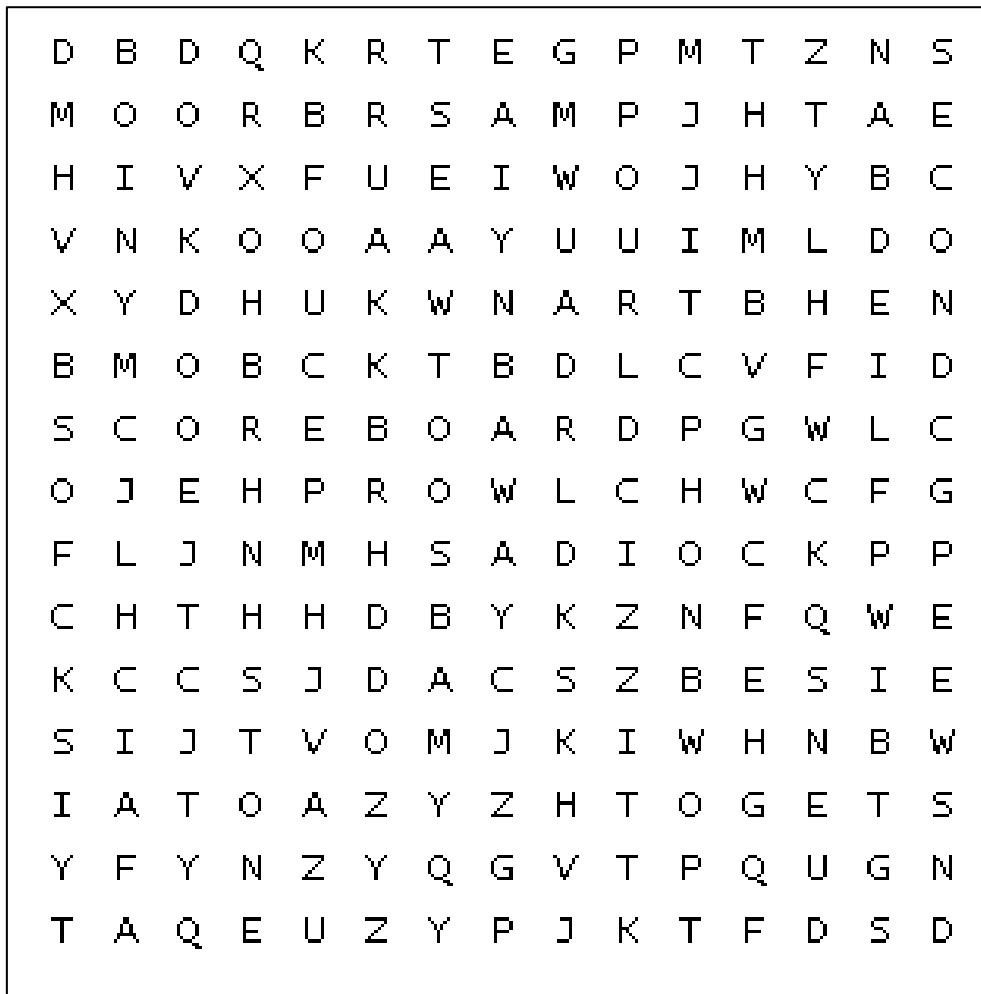 D B D Q K R T E G P M T Z N S
M O O R B R S A M P J H T A E
H I V X F U E I W O J H Y B C
V N K O O A A Y U U I M L D O
X Y D H U K W N A R T B H E N
B M O B C K T B D L C V F I D
S C O R E B O A R D P G W L C
O J E H P R O W L C H W C F G
F L J N M H S A D I O C K P P
C H T H H D B Y K Z N F Q W E
K C C S J D A C S Z B E S I E
S I J T V O M J K I W H N B W
I A T O A Z Y Z H T O G E T S
Y F Y N Z Y Q G V T P Q U G N
T A Q E U Z Y P J K T F D S D